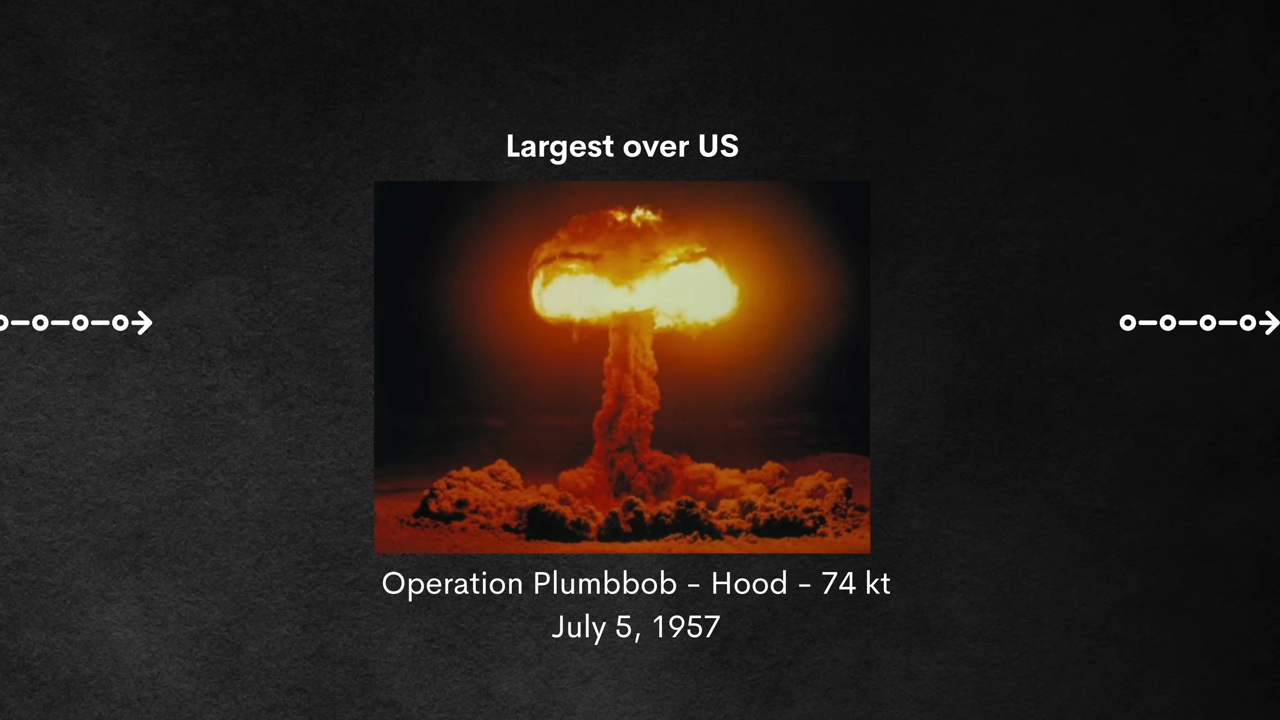 Largest over US
Operation Plumbbob - Hood - 74 kt
July 5, 1957